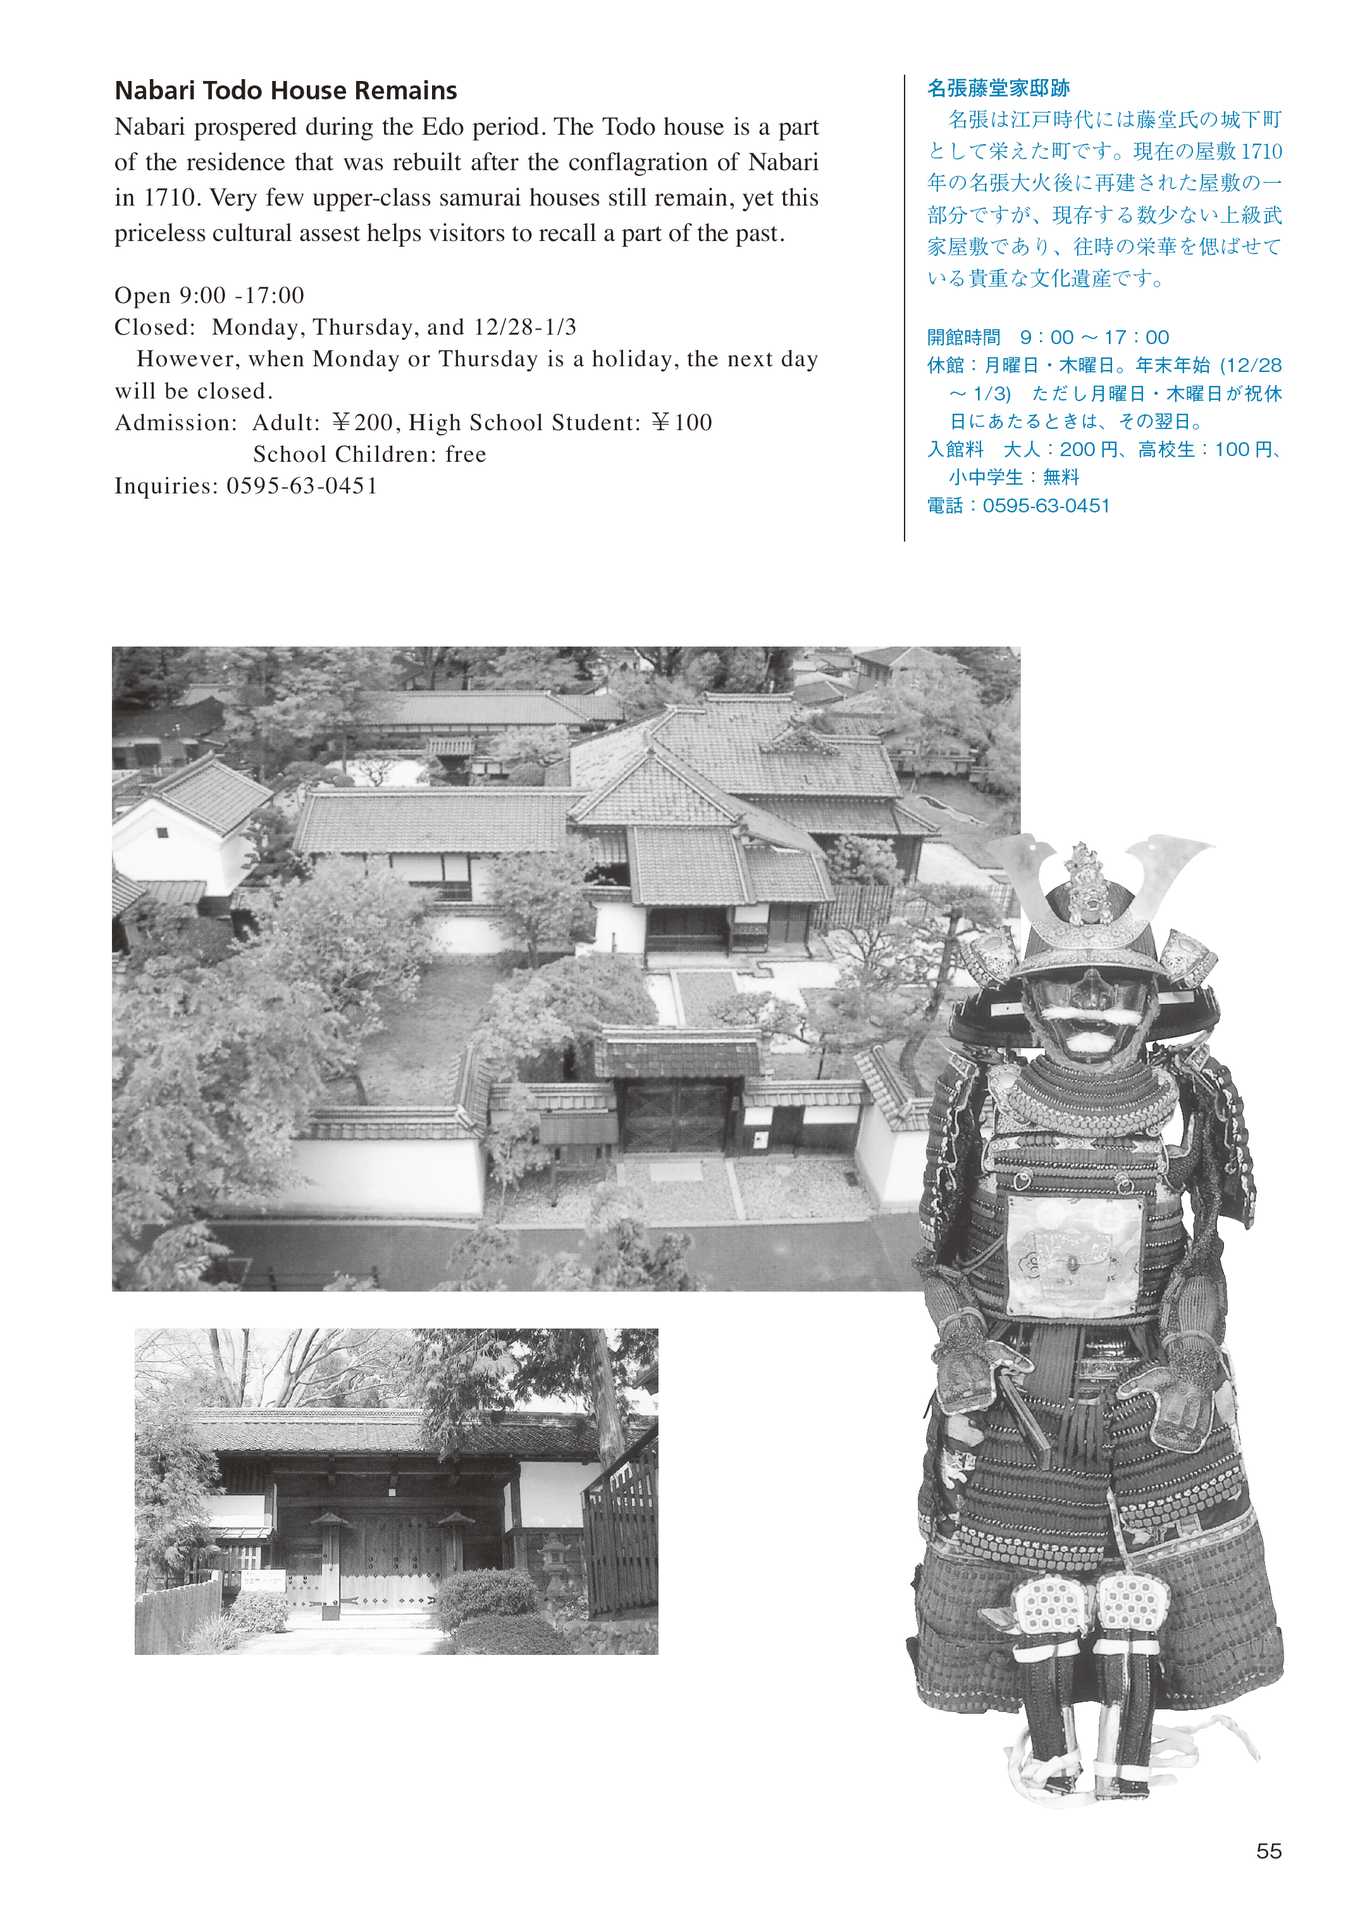 Nabari Todo House Remains
Nabari prospered during the Edo period. The Todo house is a part
of the residence that was rebuilt after the conflagration of Nabari
in 1710. Very few upper-class samurai houses still remain, yet this
priceless cultural assest helps visitors to recall a part of the past.
Open 9:00 -17:00
Closed: Monday, Thursday, and 12/28-1/3
However, when Monday or Thursday is a holiday, the next day
will be closed.
Admission: Adult: ￥200, High School Student: ￥100
School Children: free
Inquiries: 0595-63-0451
名張藤堂家邸跡
名張は江戸時代には藤堂氏の城下町
として栄えた町です。現在の屋敷 1710
年の名張大火後に再建された屋敷の一
部分ですが、現存する数少ない上級武
家屋敷であり、往時の栄華を偲ばせて
いる貴重な文化遺産です。
開館時間　9：00 ～ 17：00
休館：月曜日・木曜日。年末年始 (12/28
～ 1/3)　ただし月曜日・木曜日が祝休
日にあたるときは、その翌日。
入館料　大人：200 円、高校生：100 円、
小中学生：無料
電話：0595-63-0451
55